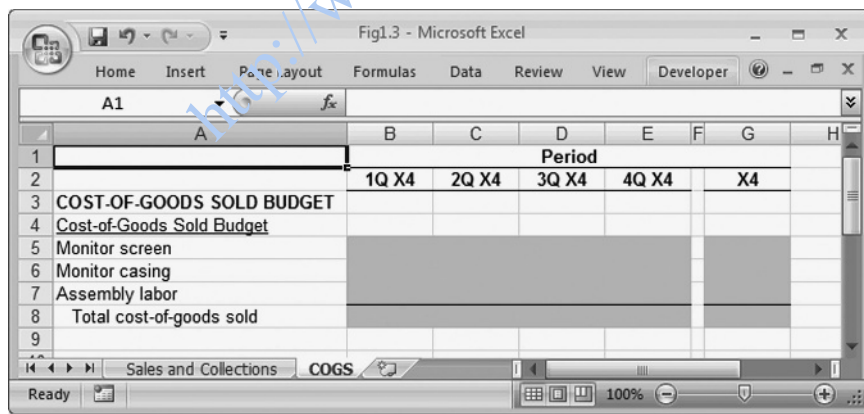 Fig1.3 - Microsoft Excel
Home Insert Page Layout Formulas Data Review View Developer
A1 fx
A B C D E F G H
1 Period
2 1Q X4 2Q X4 3Q X4 4Q X4 X4
3 COST-OF-GOODS SOLD BUDGET
4 Cost-of-Goods Sold Budget
5 Monitor screen
6 Monitor casing
7 Assembly labor
8 Total cost-of-goods sold
9
Sales and Collections COGS
Ready 100%
http://w